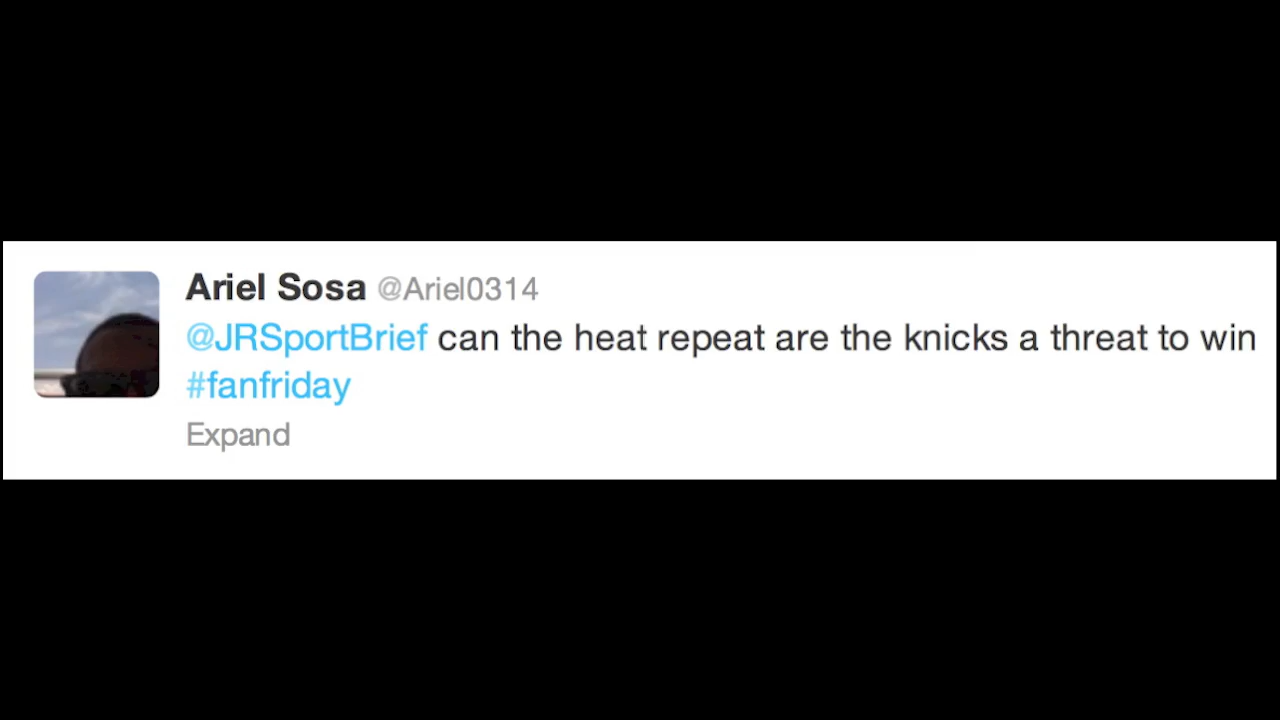 Ariel Sosa @Ariel0314
@JRSportBrief can the heat repeat are the knicks a threat to win
#fanfriday
Expand